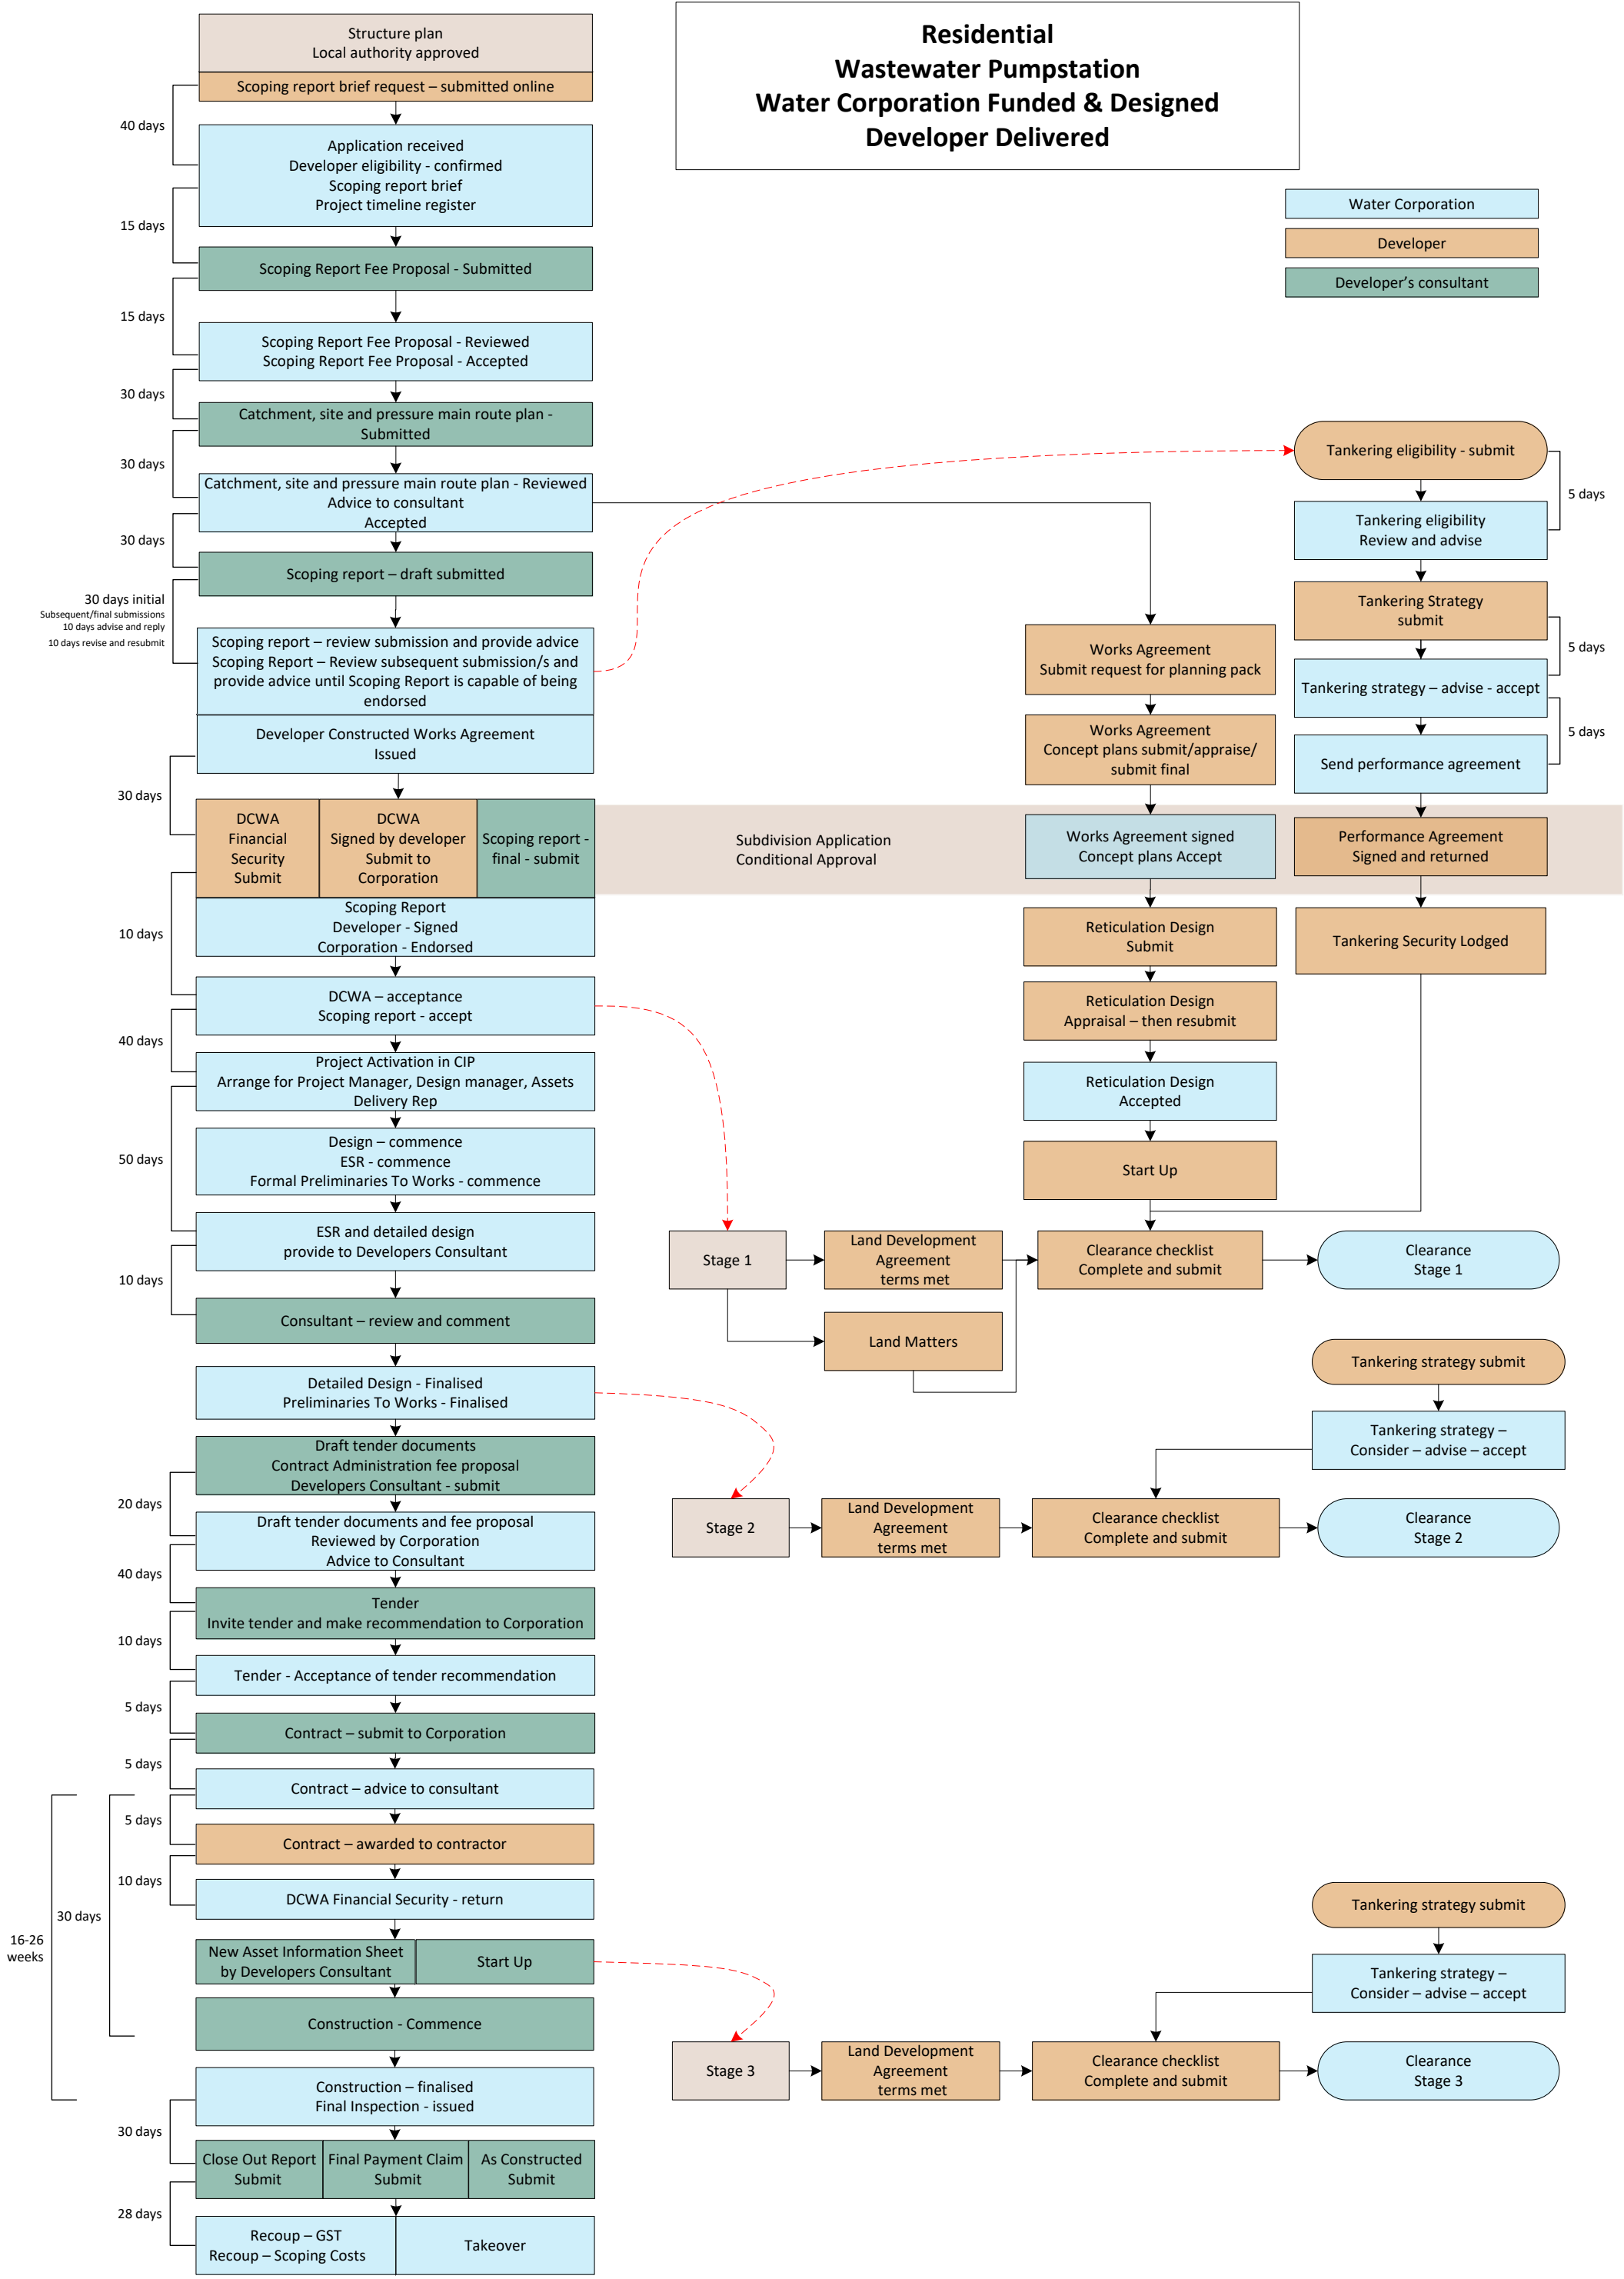 Residential
Wastewater Pumpstation
Water Corporation Funded & Designed
Developer Delivered
Water Corporation
Developer
Developer's consultant
Structure plan
Local authority approved
Scoping report brief request – submitted online
40 days
Application received
Developer eligibility - confirmed
Scoping report brief
Project timeline register
15 days
Scoping Report Fee Proposal - Submitted
15 days
Scoping Report Fee Proposal - Reviewed
Scoping Report Fee Proposal - Accepted
30 days
Catchment, site and pressure main route plan -
Submitted
30 days
Catchment, site and pressure main route plan - Reviewed
Advice to consultant
Accepted
30 days
Scoping report – draft submitted
30 days initial
Subsequent/final submissions
10 days advise and reply
10 days revise and resubmit
Scoping report – review submission and provide advice
Scoping Report – Review subsequent submission/s and
provide advice until Scoping Report is capable of being
endorsed
Developer Constructed Works Agreement
Issued
30 days
DCWA
Financial
Security
Submit
DCWA
Signed by developer
Submit to
Corporation
Scoping report -
final - submit
10 days
Scoping Report
Developer - Signed
Corporation - Endorsed
DCWA – acceptance
Scoping report - accept
40 days
Project Activation in CIP
Arrange for Project Manager, Design manager, Assets
Delivery Rep
50 days
Design – commence
ESR - commence
Formal Preliminaries To Works - commence
ESR and detailed design
provide to Developers Consultant
10 days
Consultant – review and comment
Detailed Design - Finalised
Preliminaries To Works - Finalised
Draft tender documents
Contract Administration fee proposal
Developers Consultant - submit
20 days
Draft tender documents and fee proposal
Reviewed by Corporation
Advice to Consultant
40 days
Tender
Invite tender and make recommendation to Corporation
10 days
Tender - Acceptance of tender recommendation
5 days
Contract – submit to Corporation
5 days
Contract – advice to consultant
5 days
Contract – awarded to contractor
10 days
DCWA Financial Security - return
30 days
16-26
weeks
New Asset Information Sheet
by Developers Consultant
Start Up
Construction - Commence
Construction – finalised
Final Inspection - issued
30 days
Close Out Report
Submit
Final Payment Claim
Submit
As Constructed
Submit
28 days
Recoup – GST
Recoup – Scoping Costs
Takeover
Tankering eligibility - submit
5 days
Tankering eligibility
Review and advise
Tankering Strategy
submit
5 days
Tankering strategy – advise - accept
5 days
Send performance agreement
Performance Agreement
Signed and returned
Tankering Security Lodged
Works Agreement
Submit request for planning pack
Works Agreement
Concept plans submit/appraise/
submit final
Subdivision Application
Conditional Approval
Works Agreement signed
Concept plans Accept
Reticulation Design
Submit
Reticulation Design
Appraisal – then resubmit
Reticulation Design
Accepted
Start Up
Stage 1
Land Development
Agreement
terms met
Clearance checklist
Complete and submit
Clearance
Stage 1
Land Matters
Tankering strategy submit
Tankering strategy –
Consider – advise – accept
Stage 2
Land Development
Agreement
terms met
Clearance checklist
Complete and submit
Clearance
Stage 2
Tankering strategy submit
Tankering strategy –
Consider – advise – accept
Stage 3
Land Development
Agreement
terms met
Clearance checklist
Complete and submit
Clearance
Stage 3